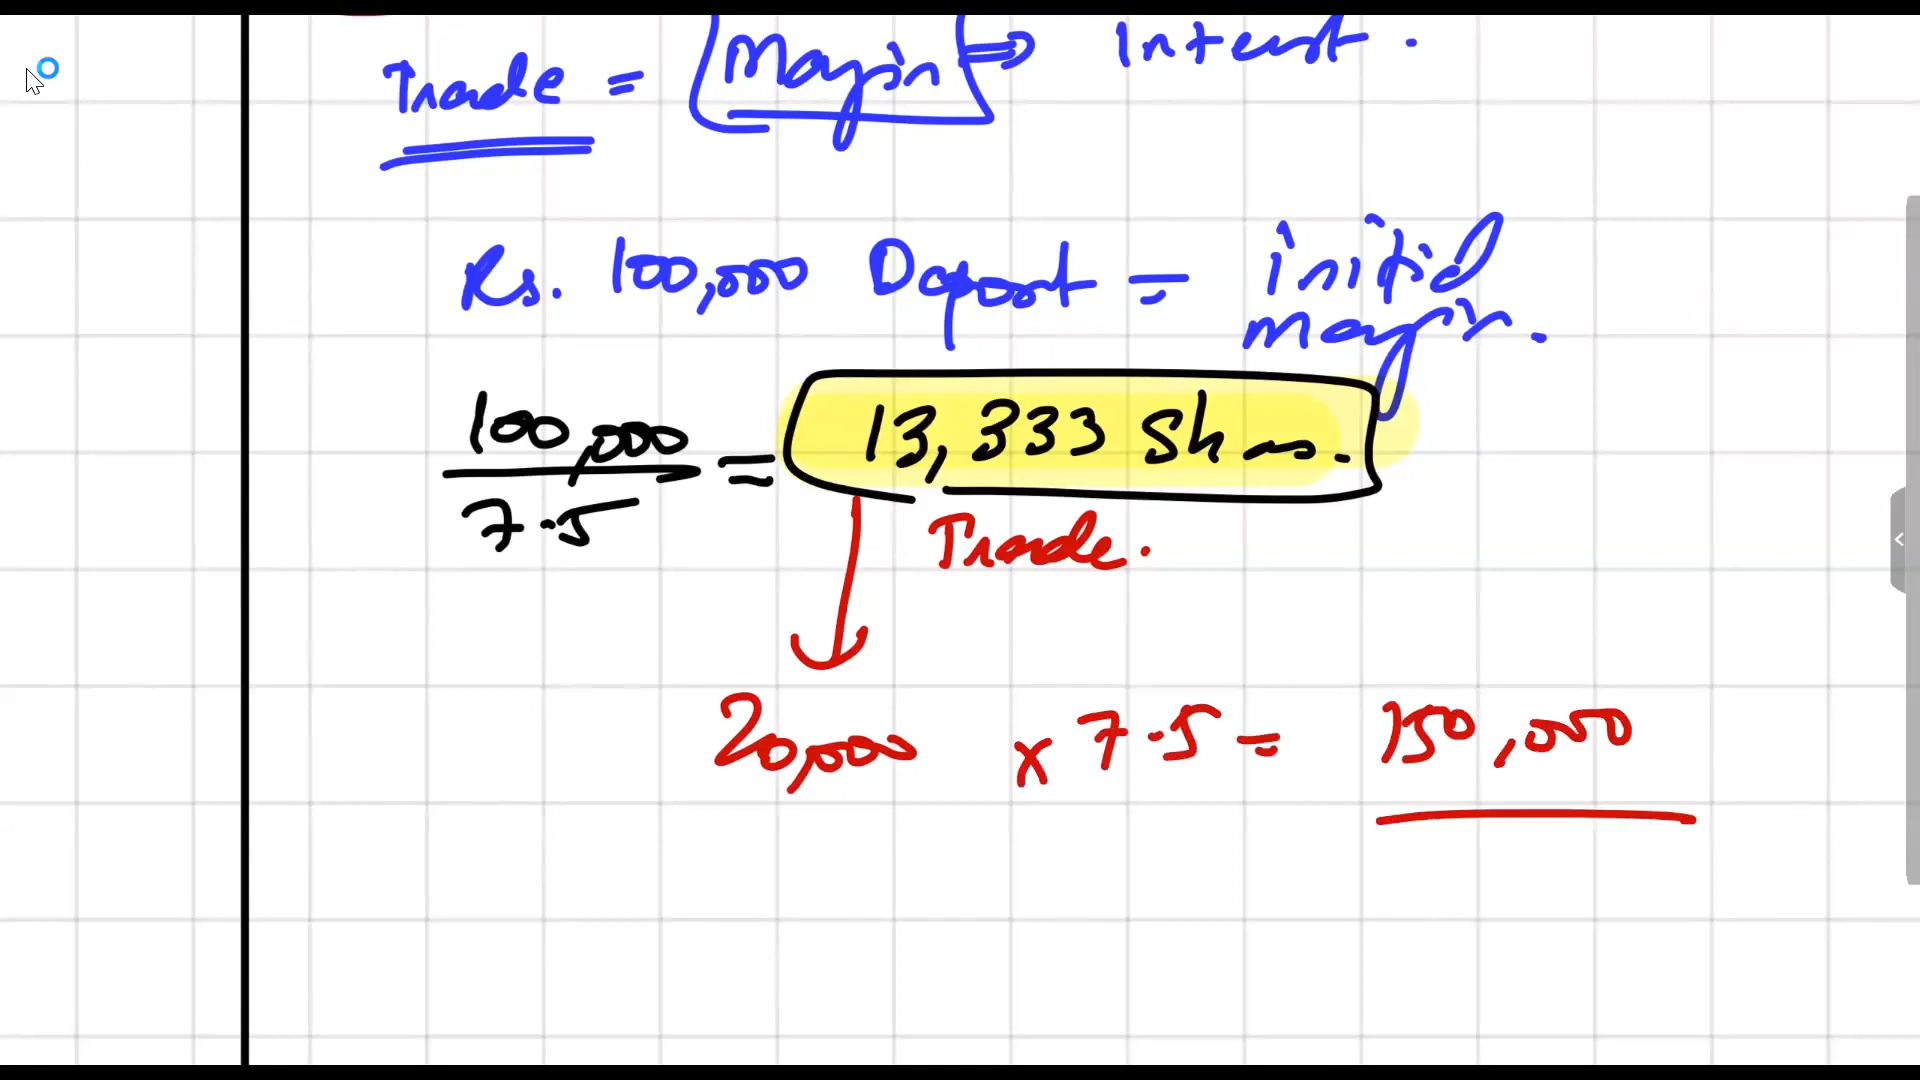 Trade = Margin ⇒ Interest.
Rs. 100,000 Deposit = initial
margin.
100,000
7.5
= 13,333 Shares.
Trade.
20,000 x 7.5 = 150,000